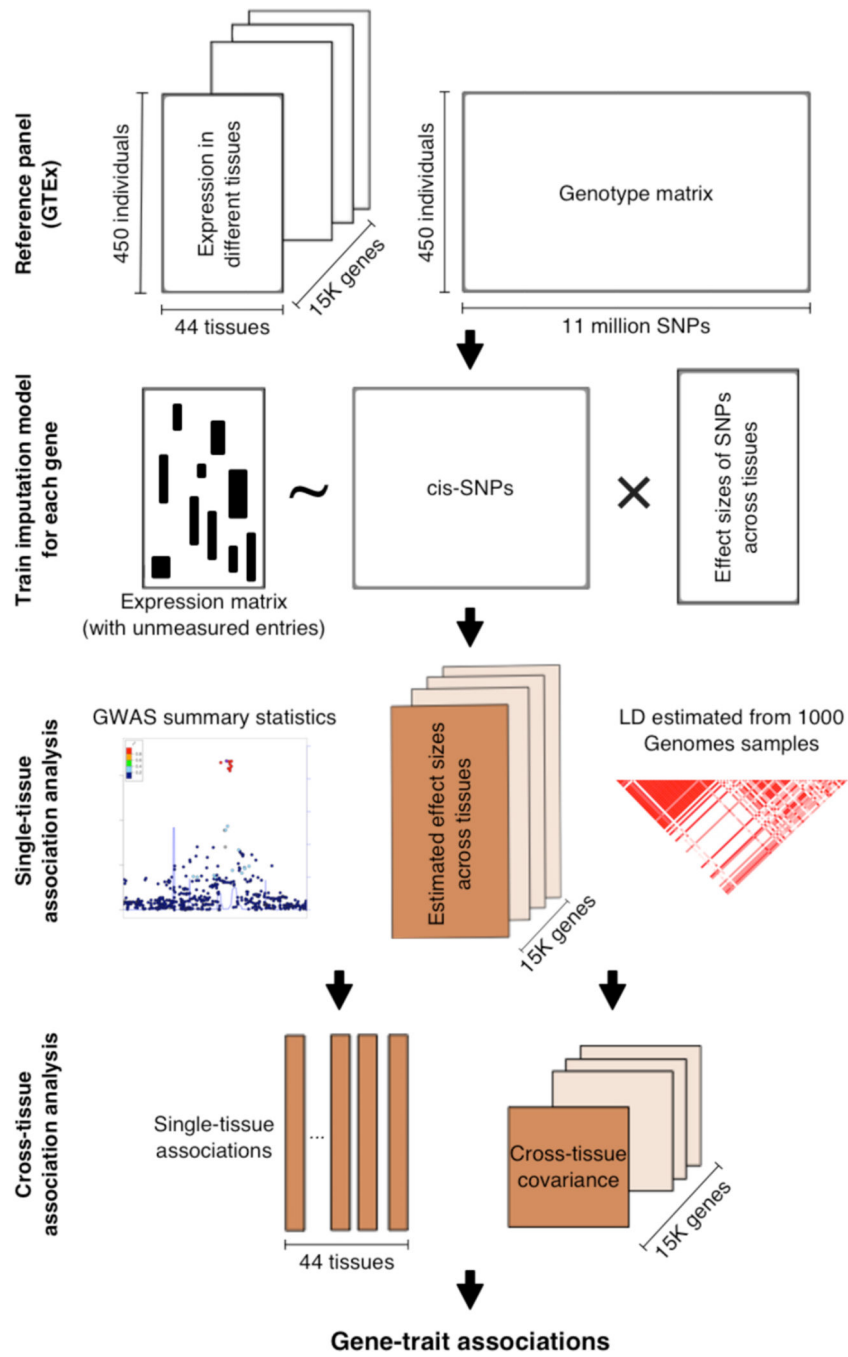 Reference panel
(GTEx)
450 individuals
Expression in
different tissues
15K genes
44 tissues
450 individuals
Genotype matrix
11 million SNPs
Train imputation model
for each gene
~
cis-SNPs
×
Effect sizes of SNPs
across tissues
Expression matrix
(with unmeasured entries)
Single-tissue
association analysis
GWAS summary statistics
Estimated effect sizes
across tissues
15K genes
LD estimated from 1000
Genomes samples
Cross-tissue
association analysis
Single-tissue
associations
...
44 tissues
Cross-tissue
covariance
15K genes
Gene-trait associations